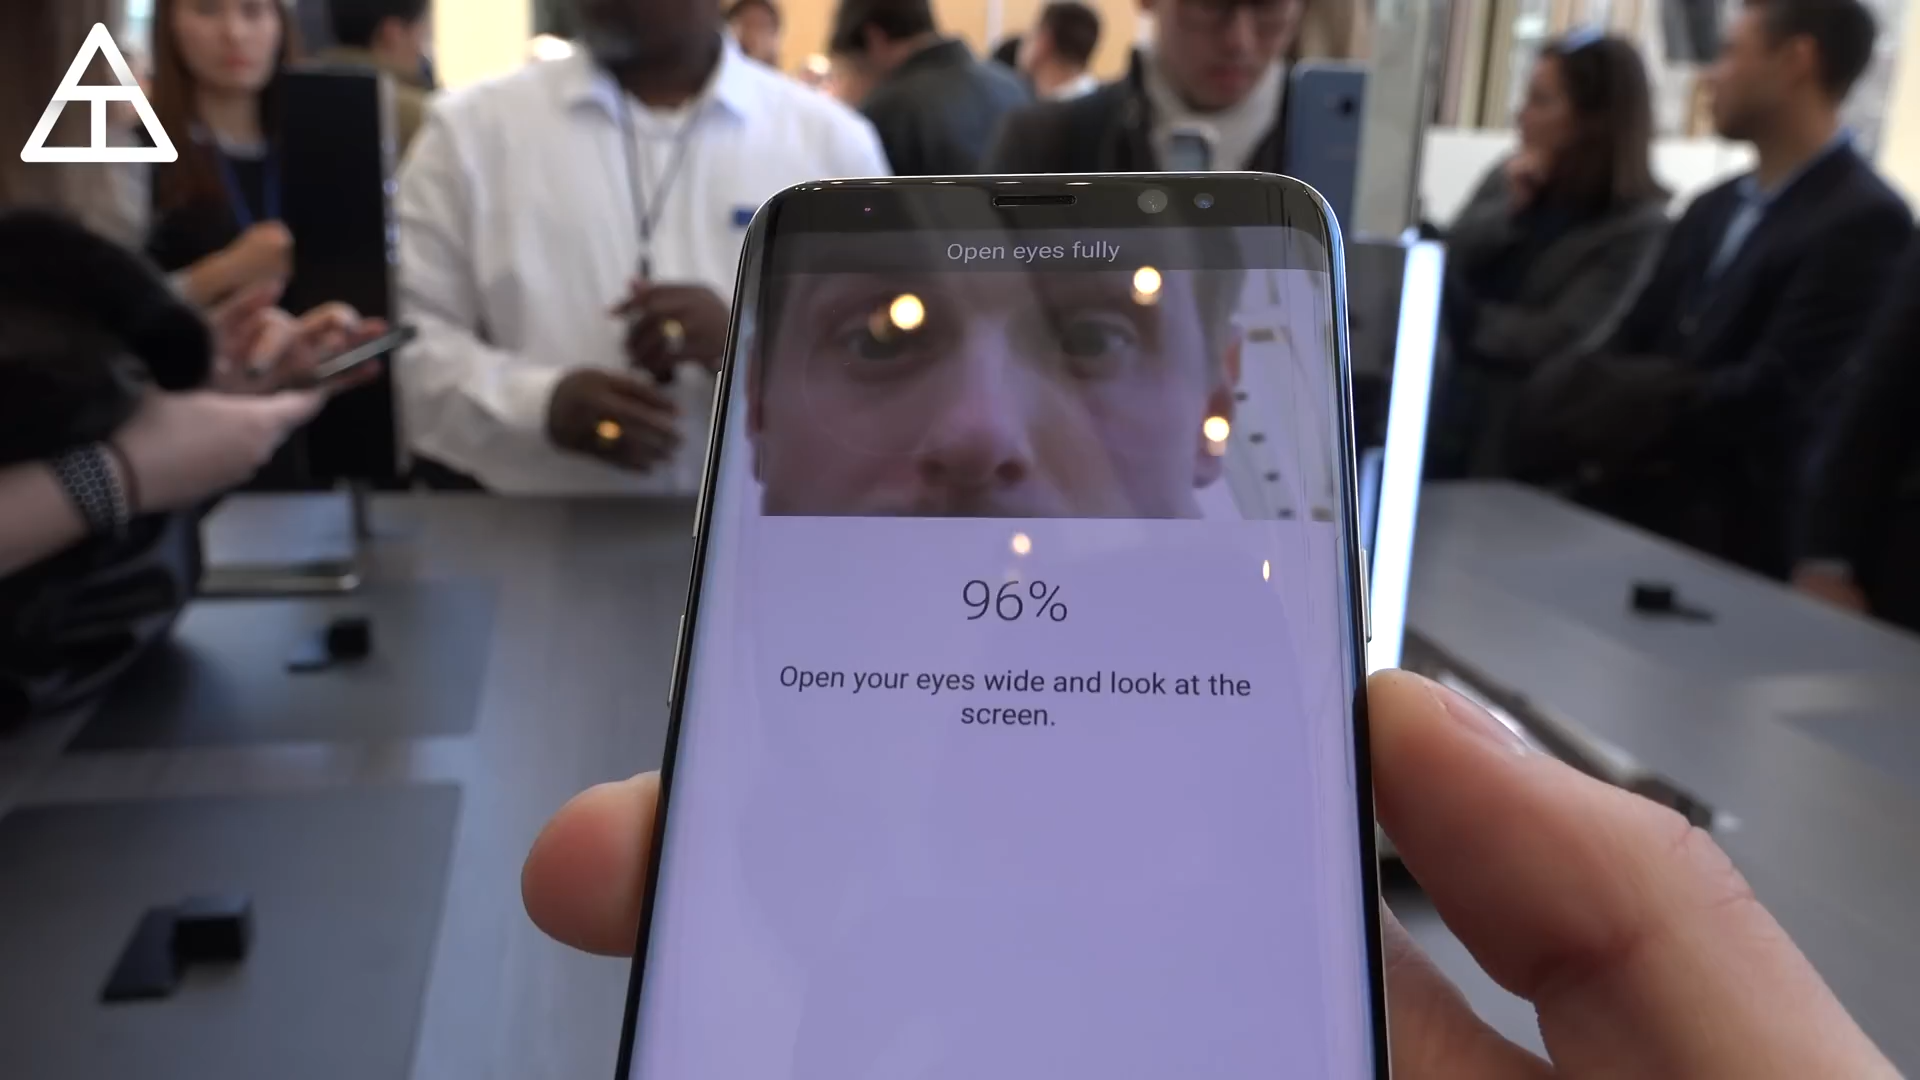 Open eyes fully
96%
Open your eyes wide and look at the
screen.